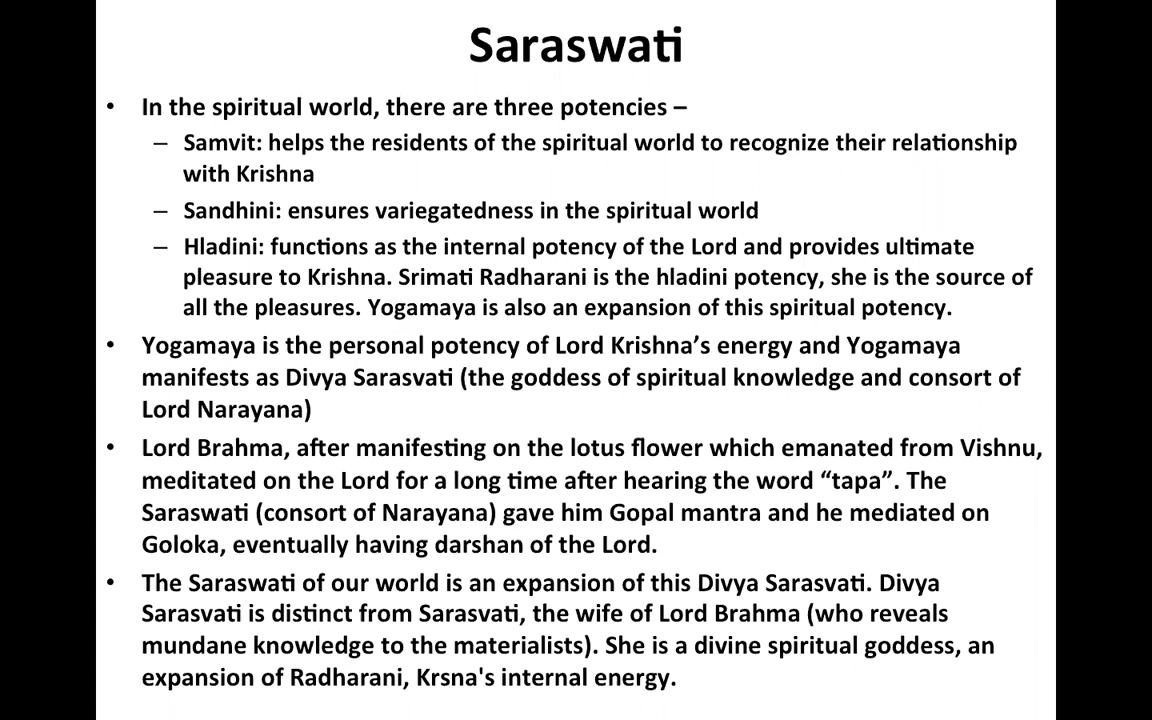 Saraswati
• In the spiritual world, there are three potencies –
– Samvit: helps the residents of the spiritual world to recognize their relationship
with Krishna
– Sandhini: ensures variegatedness in the spiritual world
– Hladini: functions as the internal potency of the Lord and provides ultimate
pleasure to Krishna. Srimati Radharani is the hladini potency, she is the source of
all the pleasures. Yogamaya is also an expansion of this spiritual potency.
• Yogamaya is the personal potency of Lord Krishna’s energy and Yogamaya
manifests as Divya Sarasvati (the goddess of spiritual knowledge and consort of
Lord Narayana)
• Lord Brahma, after manifesting on the lotus flower which emanated from Vishnu,
meditated on the Lord for a long time after hearing the word “tapa”. The
Saraswati (consort of Narayana) gave him Gopal mantra and he mediated on
Goloka, eventually having darshan of the Lord.
• The Saraswati of our world is an expansion of this Divya Sarasvati. Divya
Sarasvati is distinct from Sarasvati, the wife of Lord Brahma (who reveals
mundane knowledge to the materialists). She is a divine spiritual goddess, an
expansion of Radharani, Krsna's internal energy.